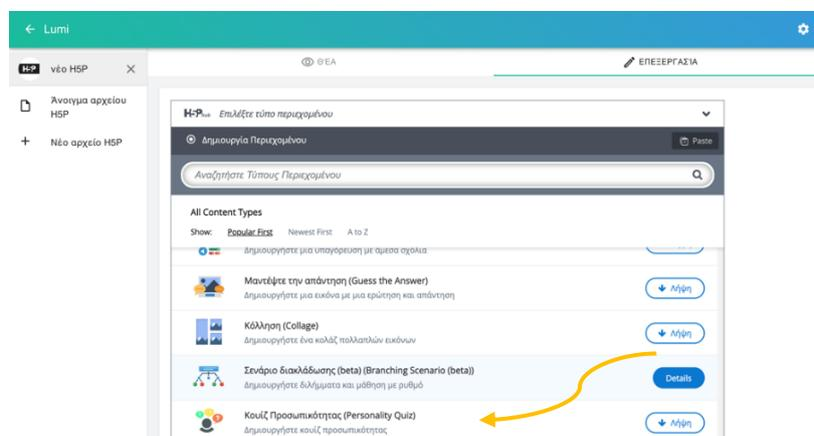 Lumi
H-P νέο H5P
ΘΈΑ
ΕΠΕΞΕΡΓΑΣΊΑ
Άνοιγμα αρχείου
H5P
Νέο αρχείο H5P
H-P hub Επιλέξτε τύπο περιεχομένου
Δημιουργία Περιεχομένου
Paste
Αναζητήστε Τύπους Περιεχομένου
All Content Types
Show: Popular First Newest First A to Z
Δημιουργήστε μια υπαγόρευση με άμεσα σχόλια
Μαντέψτε την απάντηση (Guess the Answer)
Δημιουργήστε μια εικόνα με μια ερώτηση και απάντηση
Λήψη
Κόλληση (Collage)
Δημιουργήστε ένα κολάζ πολλαπλών εικόνων
Λήψη
Σενάριο διακλάδωσης (beta) (Branching Scenario (beta))
Δημιουργήστε διλήμματα και μάθηση με ρυθμό
Details
Κουίζ Προσωπικότητας (Personality Quiz)
Δημιουργήστε κουίζ προσωπικότητας
Λήψη